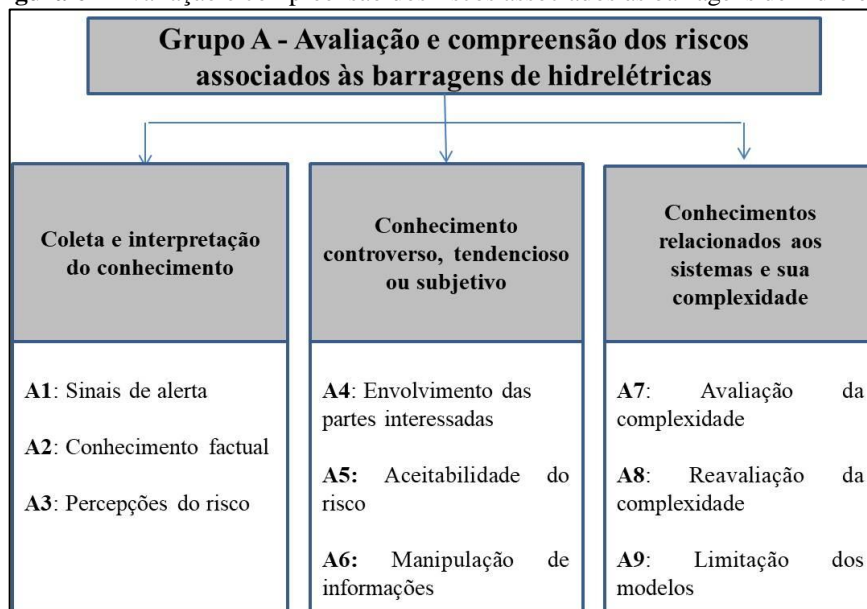 Grupo A - Avaliação e compreensão dos riscos
associados às barragens de hidrelétricas
Coleta e interpretação
do conhecimento
Conhecimento
controverso, tendencioso
ou subjetivo
Conhecimentos
relacionados aos
sistemas e sua
complexidade
A1: Sinais de alerta
A2: Conhecimento factual
A3: Percepções do risco
A4: Envolvimento das
partes interessadas
A5: Aceitabilidade do
risco
A6: Manipulação de
informações
A7: Avaliação da
complexidade
A8: Reavaliação da
complexidade
A9: Limitação dos
modelos